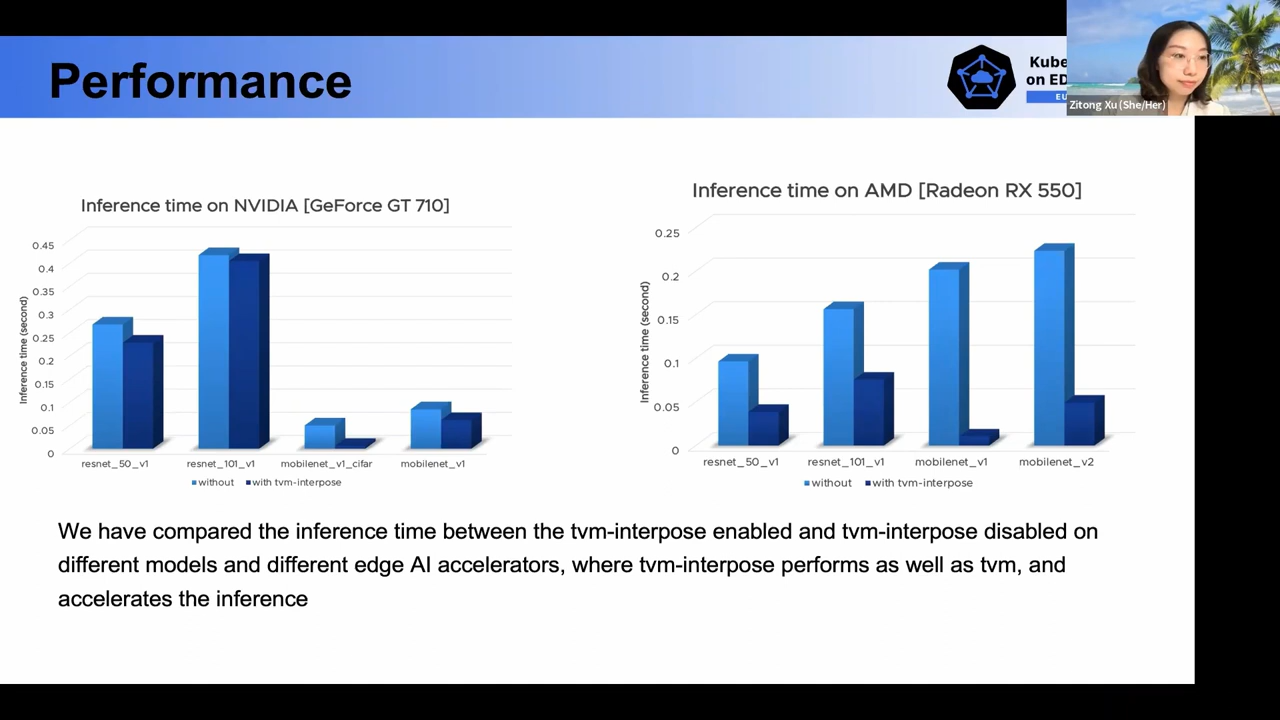 Performance
Kube
on ED
EU
Zitong Xu (She/Her)
Inference time on NVIDIA [GeForce GT 710]
Inference time (second)
0.45
0.4
0.35
0.3
0.25
0.2
0.15
0.1
0.05
0
resnet_50_v1 resnet_101_v1 mobilenet_v1_cifar mobilenet_v1
without with tvm-interpose
Inference time on AMD [Radeon RX 550]
Inference time (second)
0.25
0.2
0.15
0.1
0.05
0
resnet_50_v1 resnet_101_v1 mobilenet_v1 mobilenet_v2
without with tvm-interpose
We have compared the inference time between the tvm-interpose enabled and tvm-interpose disabled on
different models and different edge AI accelerators, where tvm-interpose performs as well as tvm, and
accelerates the inference